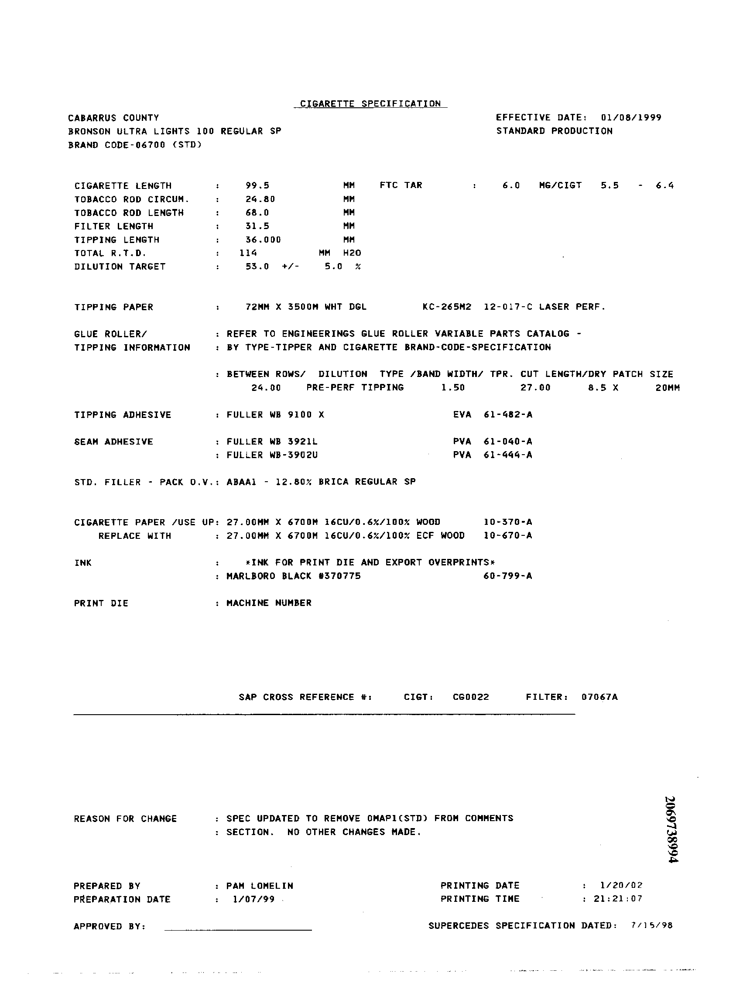 CIGARETTE SPECIFICATION
CABARRUS COUNTY EFFECTIVE DATE: 01/08/1999
BRONSON ULTRA LIGHTS 100 REGULAR SP STANDARD PRODUCTION
BRAND CODE-06700 (STD)
CIGARETTE LENGTH : 99.5 MM FTC TAR : 6.0 MG/CIGT 5.5 - 6.4
TOBACCO ROD CIRCUM. : 24.80 MM
TOBACCO ROD LENGTH : 68.0 MM
FILTER LENGTH : 31.5 MM
TIPPING LENGTH : 36.000 MM
TOTAL R.T.D. : 114 MM H2O
DILUTION TARGET : 53.0 +/- 5.0 %
TIPPING PAPER : 72MM X 3500M WHT DGL KC-265M2 12-017-C LASER PERF.
GLUE ROLLER/ : REFER TO ENGINEERINGS GLUE ROLLER VARIABLE PARTS CATALOG -
TIPPING INFORMATION : BY TYPE-TIPPER AND CIGARETTE BRAND-CODE-SPECIFICATION
: BETWEEN ROWS/ DILUTION TYPE /BAND WIDTH/ TPR. CUT LENGTH/DRY PATCH SIZE
24.00 PRE-PERF TIPPING 1.50 27.00 8.5 X 20MM
TIPPING ADHESIVE : FULLER WB 9100 X EVA 61-482-A
SEAM ADHESIVE : FULLER WB 3921L PVA 61-040-A
: FULLER WB-3902U PVA 61-444-A
STD. FILLER - PACK O.V.: ABAA1 - 12.80% BRICA REGULAR SP
CIGARETTE PAPER /USE UP: 27.00MM X 6700M 16CU/0.6%/100% WOOD 10-370-A
REPLACE WITH : 27.00MM X 6700M 16CU/0.6%/100% ECF WOOD 10-670-A
INK : *INK FOR PRINT DIE AND EXPORT OVERPRINTS*
: MARLBORO BLACK #370775 60-799-A
PRINT DIE : MACHINE NUMBER
SAP CROSS REFERENCE #: CIGT: CG0022 FILTER: 07067A
REASON FOR CHANGE : SPEC UPDATED TO REMOVE OMAP1(STD) FROM COMMENTS
: SECTION. NO OTHER CHANGES MADE.
2069738994
PREPARED BY : PAM LOMELIN PRINTING DATE : 1/20/02
PREPARATION DATE : 1/07/99 PRINTING TIME : 21:21:07
APPROVED BY: SUPERCEDES SPECIFICATION DATED: 7/15/98